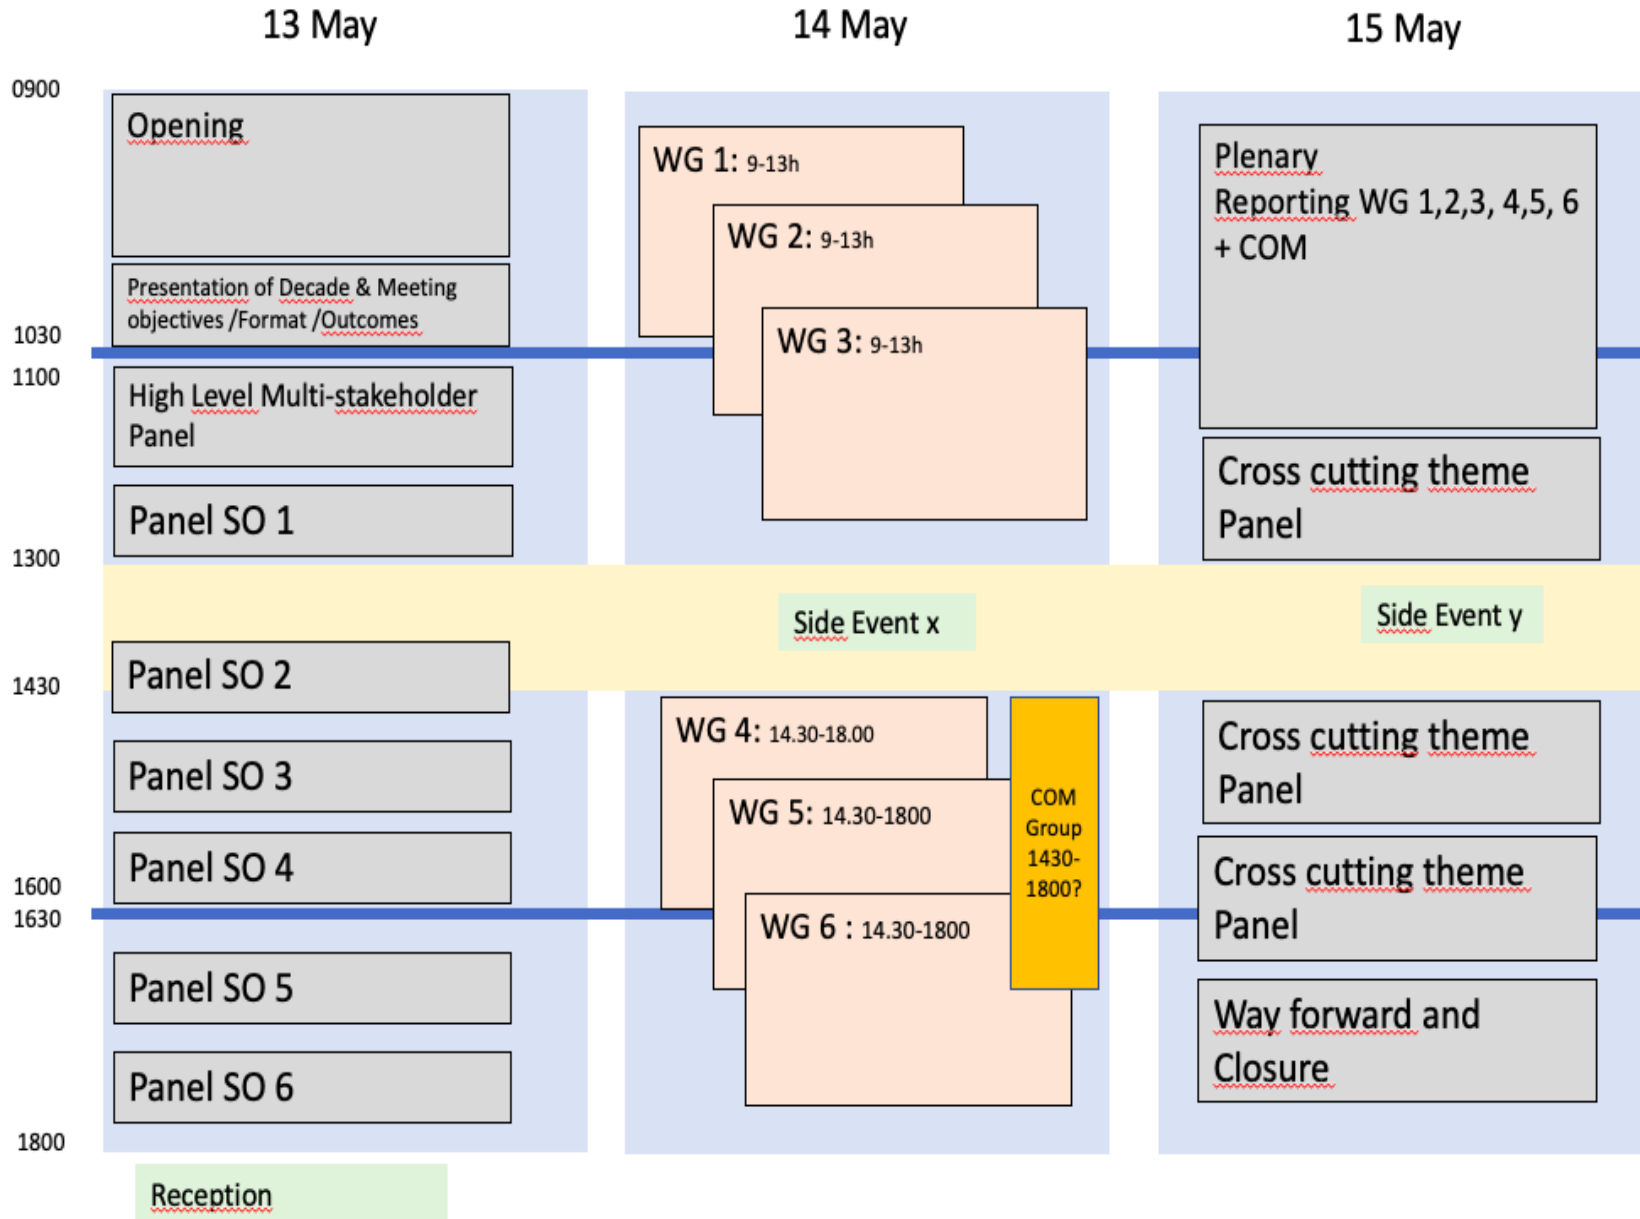 13 May
14 May
15 May
0900
1030
1100
1300
1430
1600
1630
1800
Opening
Presentation of Decade & Meeting
objectives /Format /Outcomes
High Level Multi-stakeholder
Panel
Panel SO 1
Panel SO 2
Panel SO 3
Panel SO 4
Panel SO 5
Panel SO 6
Reception
WG 1: 9-13h
WG 2: 9-13h
WG 3: 9-13h
Side Event x
WG 4: 14.30-18.00
WG 5: 14.30-1800
WG 6 : 14.30-1800
COM
Group
1430-
1800?
Plenary
Reporting WG 1,2,3, 4,5, 6
+ COM
Cross cutting theme
Panel
Side Event y
Cross cutting theme
Panel
Cross cutting theme
Panel
Way forward and
Closure